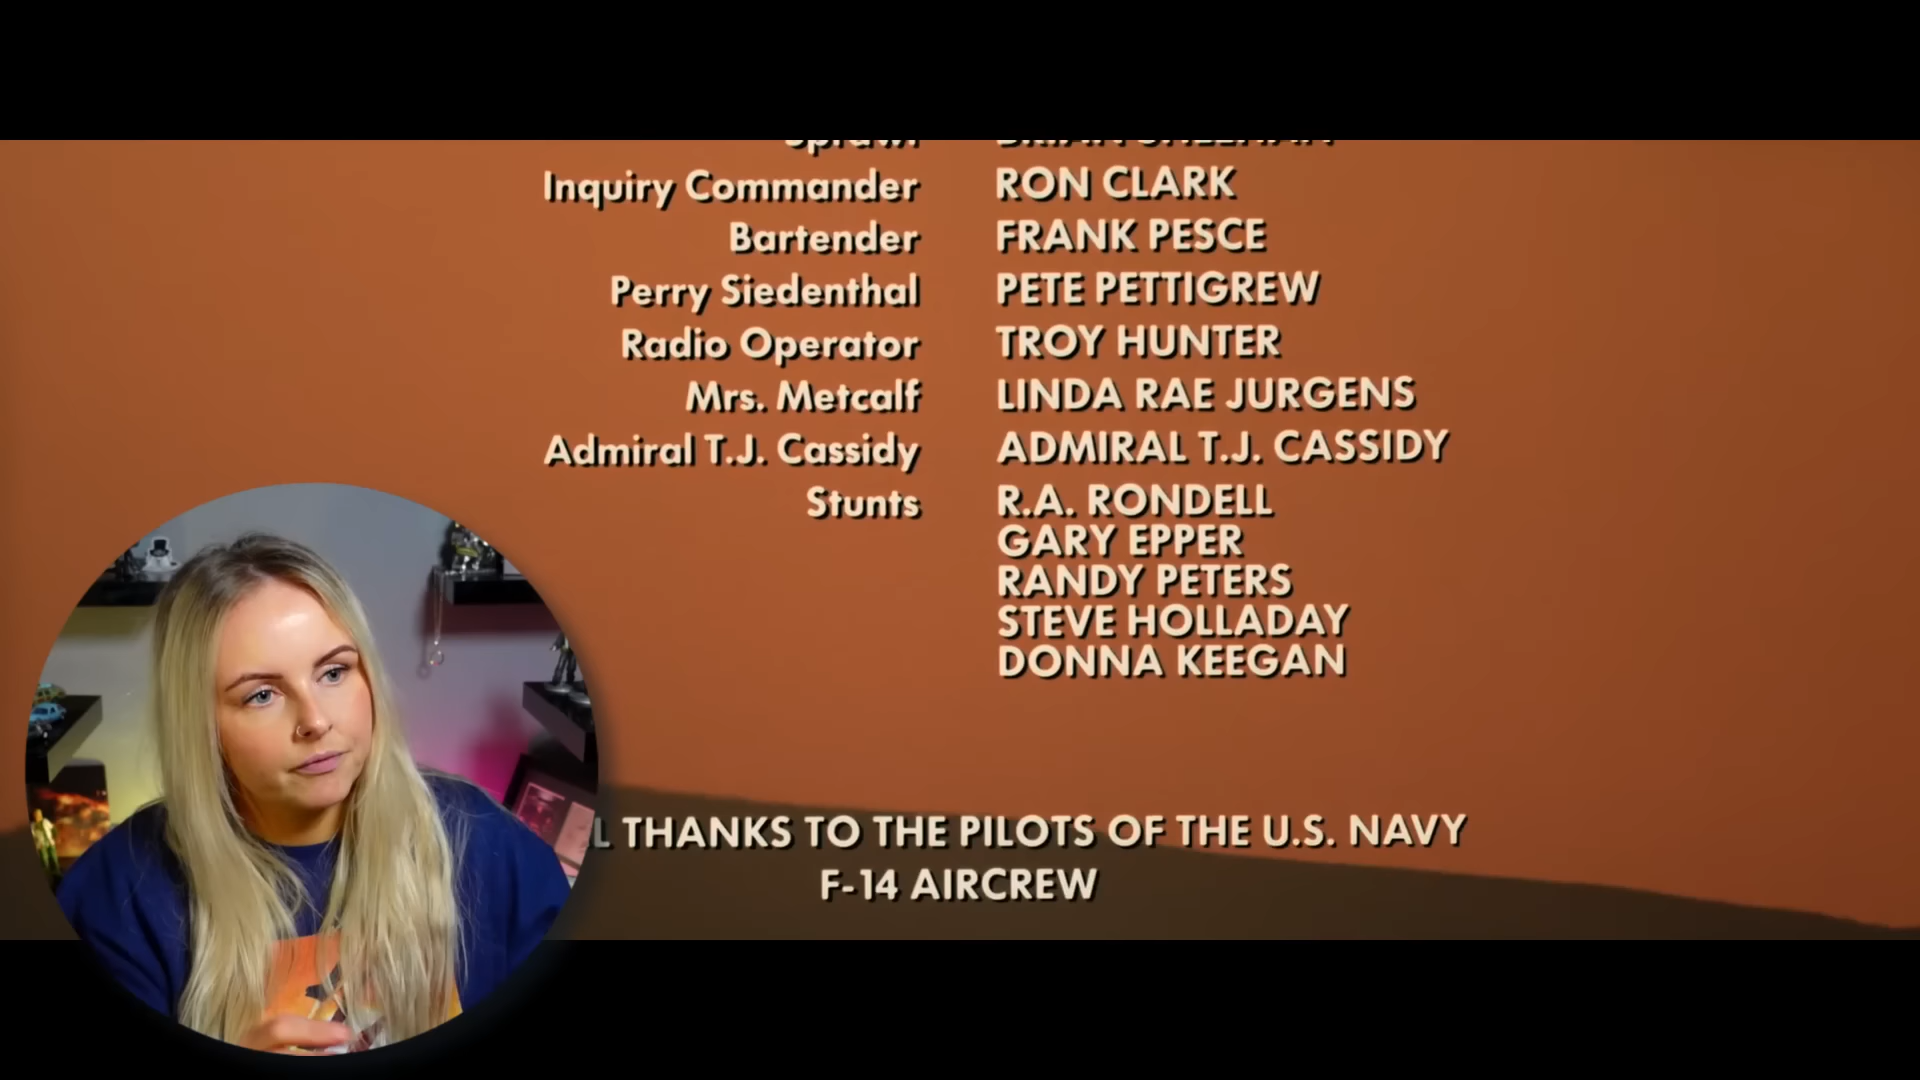 Inquiry Commander RON CLARK
Bartender FRANK PESCE
Perry Siedenthal PETE PETTIGREW
Radio Operator TROY HUNTER
Mrs. Metcalf LINDA RAE JURGENS
Admiral T.J. Cassidy ADMIRAL T.J. CASSIDY
Stunts R.A. RONDELL
GARY EPPER
RANDY PETERS
STEVE HOLLADAY
DONNA KEEGAN
THANKS TO THE PILOTS OF THE U.S. NAVY
F-14 AIRCREW